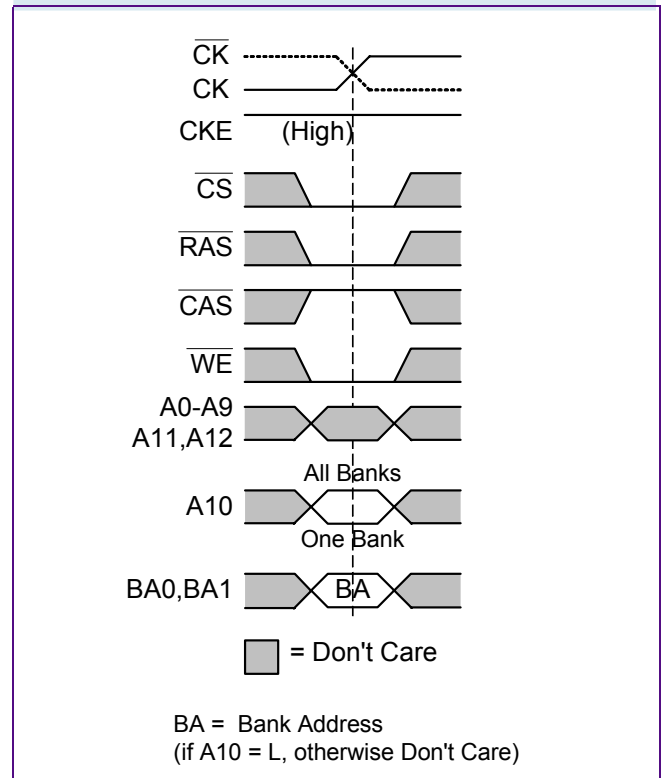 CK
CK
CKE (High)
CS
RAS
CAS
WE
A0-A9
A11,A12
All Banks
A10
One Bank
BA0,BA1 BA
= Don't Care
BA = Bank Address
(if A10 = L, otherwise Don't Care)